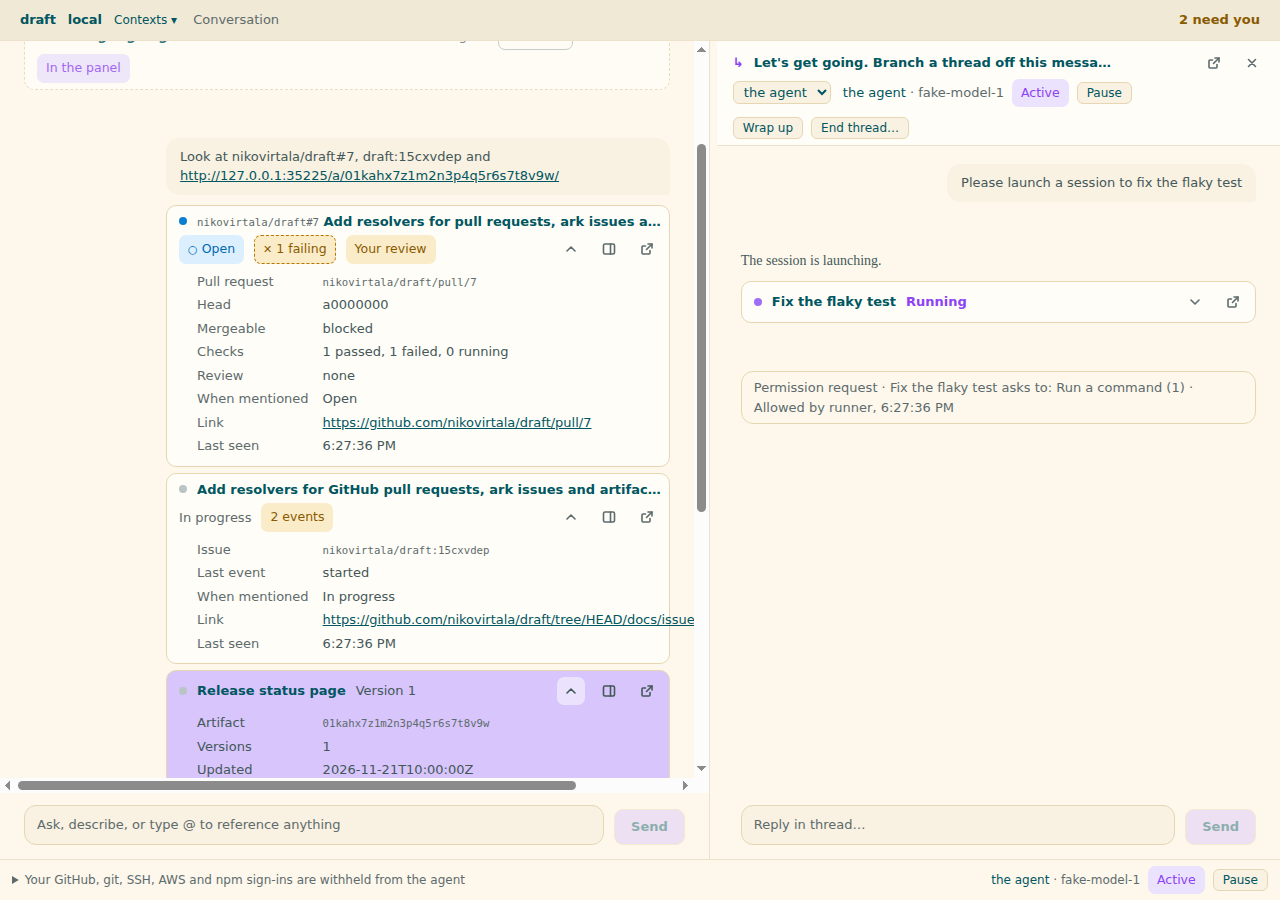 draft local Contexts ▾ Conversation 2 need you
In the panel
Look at nikovirtala/draft#7, draft:15cxvdep and
http://127.0.0.1:35225/a/01kahx7z1m2n3p4q5r6s7t8v9w/
nikovirtala/draft#7 Add resolvers for pull requests, ark issues a…
○ Open ✕ 1 failing Your review
Pull request nikovirtala/draft/pull/7
Head a0000000
Mergeable blocked
Checks 1 passed, 1 failed, 0 running
Review none
When mentioned Open
Link https://github.com/nikovirtala/draft/pull/7
Last seen 6:27:36 PM
Add resolvers for GitHub pull requests, ark issues and artifac…
In progress 2 events
Issue nikovirtala/draft:15cxvdep
Last event started
When mentioned In progress
Link https://github.com/nikovirtala/draft/tree/HEAD/docs/issue
Last seen 6:27:36 PM
Release status page Version 1
Artifact 01kahx7z1m2n3p4q5r6s7t8v9w
Versions 1
Updated 2026-11-21T10:00:00Z
Ask, describe, or type @ to reference anything Send
↳ Let's get going. Branch a thread off this messa…
the agent the agent · fake-model-1 Active Pause
Wrap up End thread…
Please launch a session to fix the flaky test
The session is launching.
Fix the flaky test Running
Permission request · Fix the flaky test asks to: Run a command (1) ·
Allowed by runner, 6:27:36 PM
Reply in thread… Send
▶ Your GitHub, git, SSH, AWS and npm sign-ins are withheld from the agent
the agent · fake-model-1 Active Pause